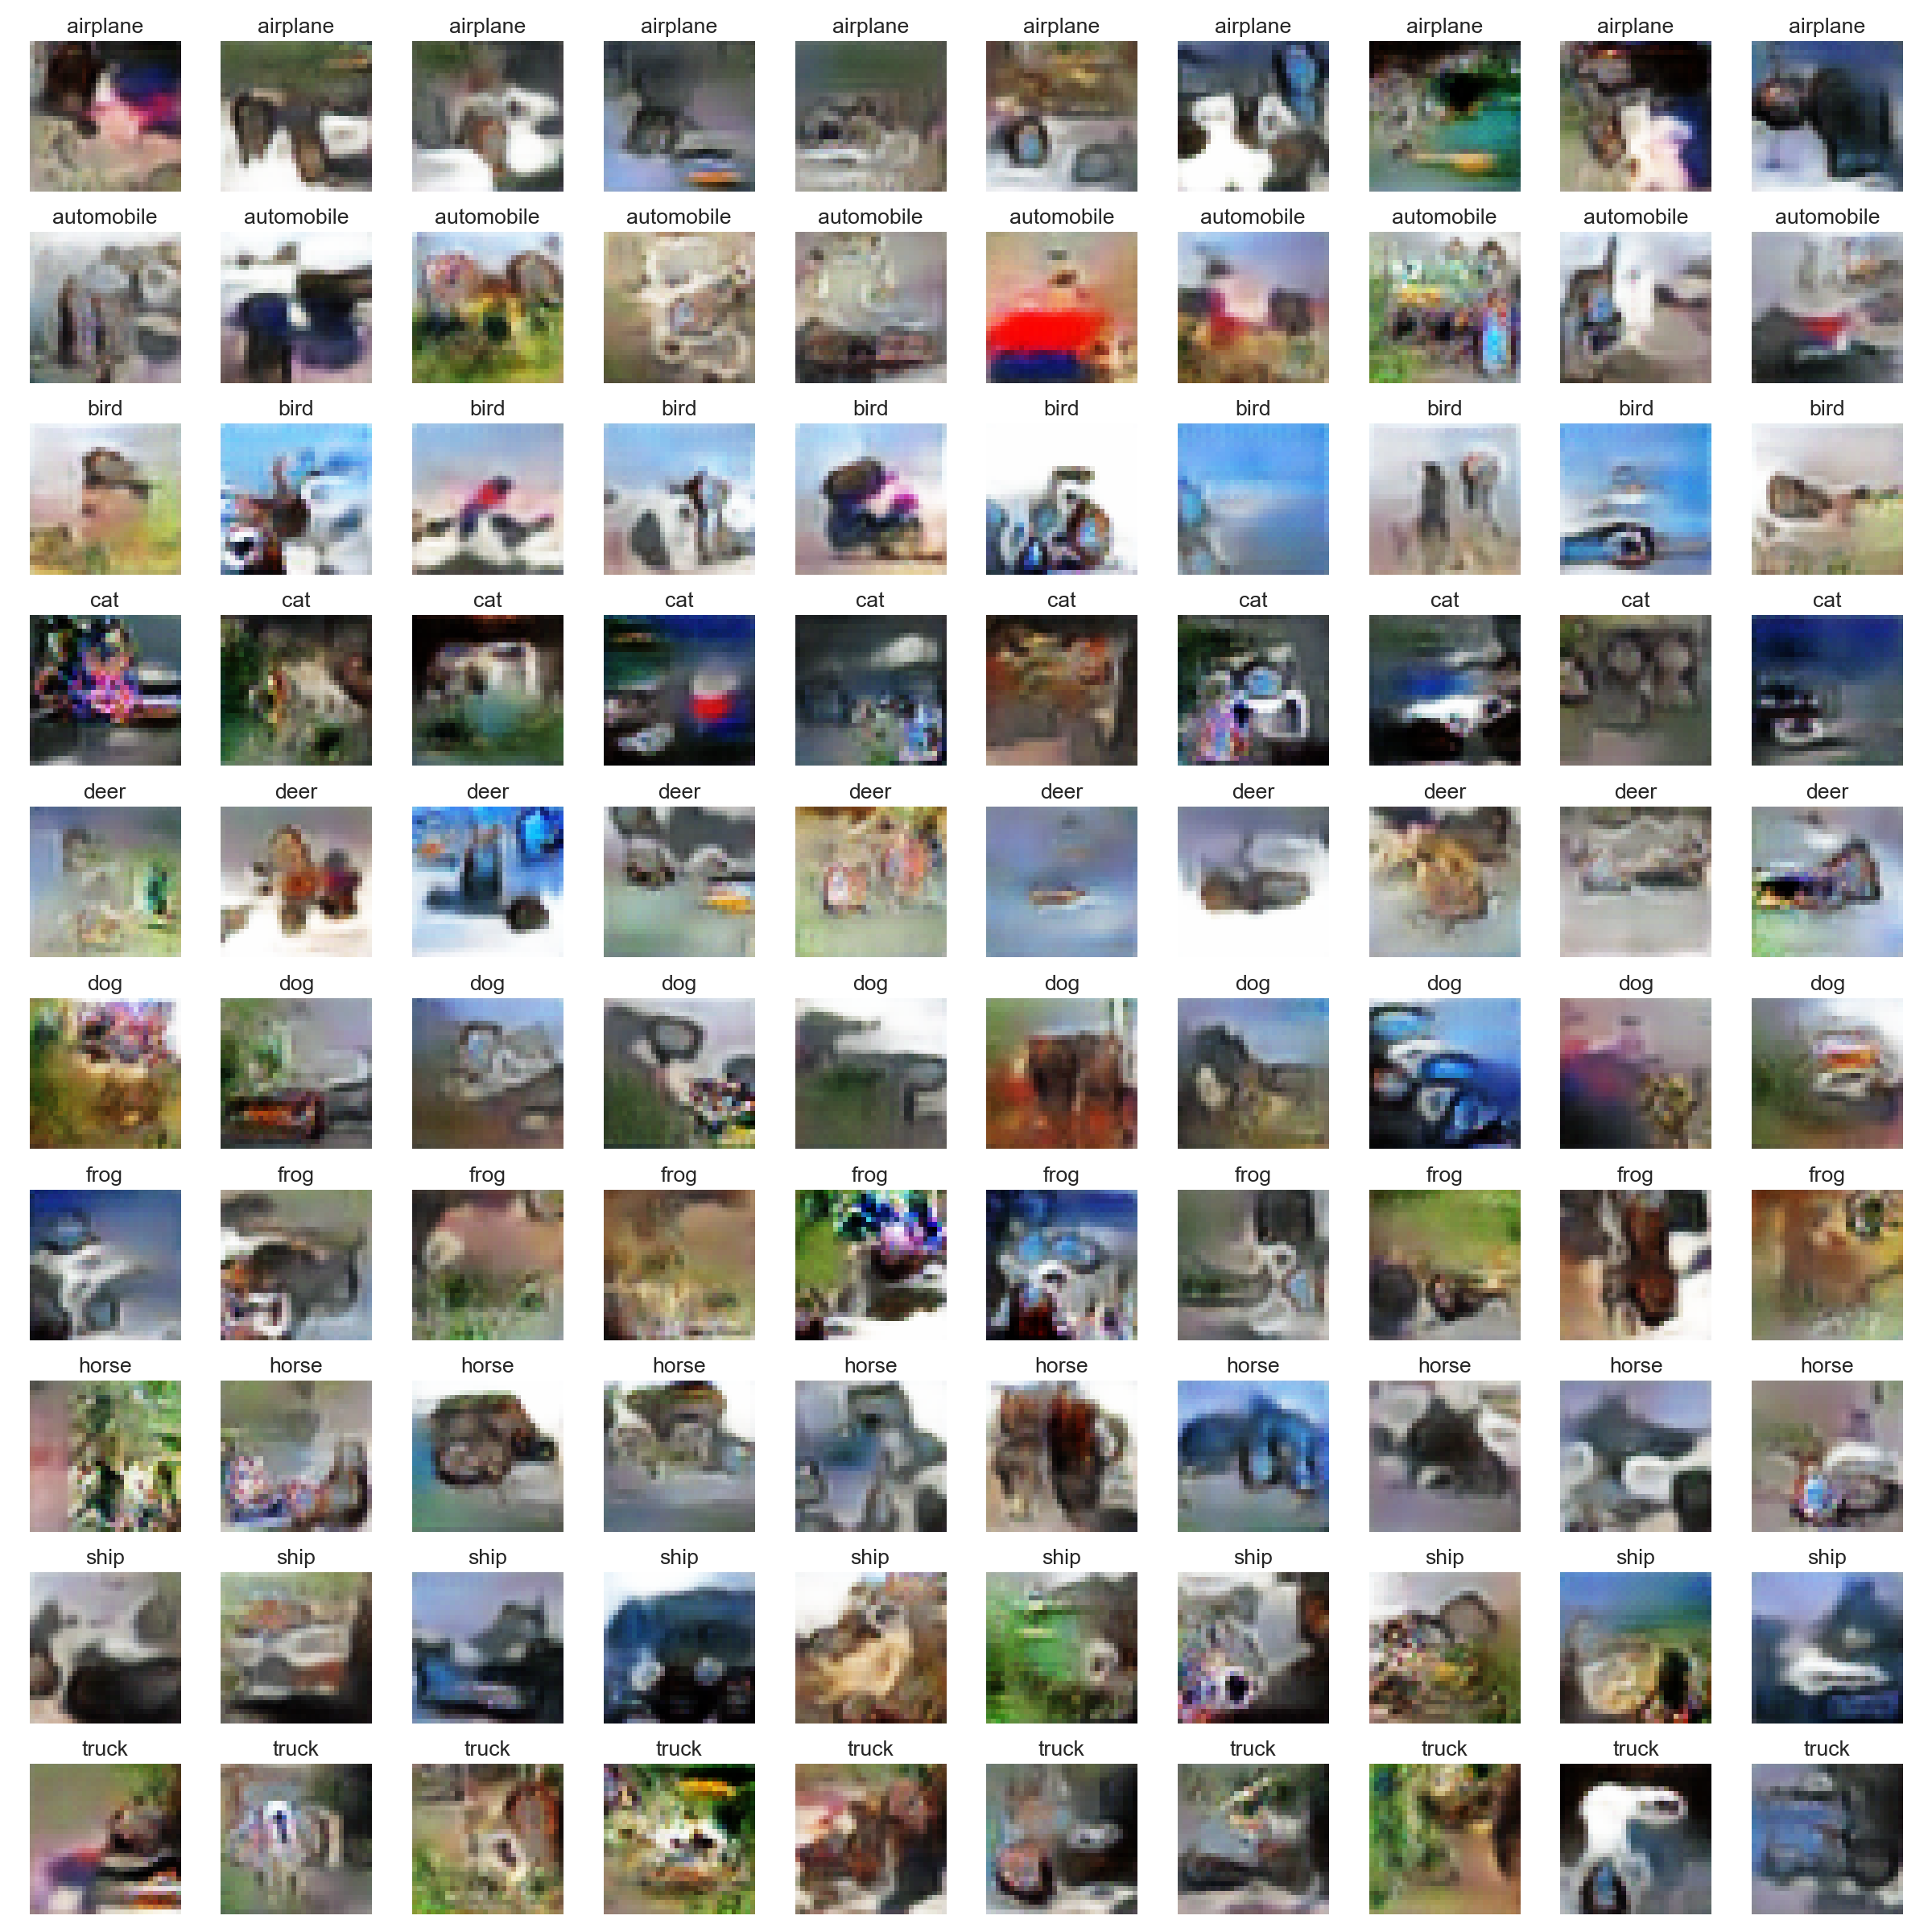 airplane airplane airplane airplane airplane airplane airplane airplane airplane airplane
automobile automobile automobile automobile automobile automobile automobile automobile automobile automobile
bird bird bird bird bird bird bird bird bird bird
cat cat cat cat cat cat cat cat cat cat
deer deer deer deer deer deer deer deer deer deer
dog dog dog dog dog dog dog dog dog dog
frog frog frog frog frog frog frog frog frog frog
horse horse horse horse horse horse horse horse horse horse
ship ship ship ship ship ship ship ship ship ship
truck truck truck truck truck truck truck truck truck truck